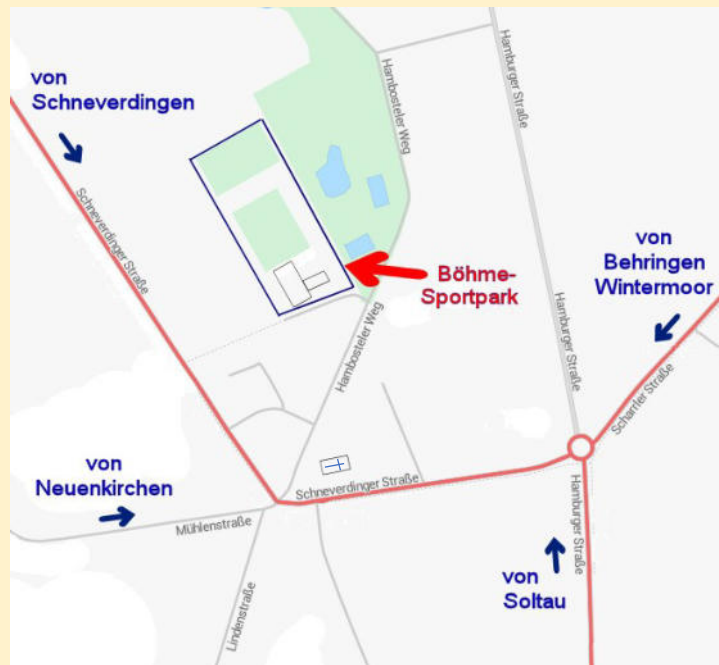 von
Schneverdingen
Hambosteler Weg
Hamburger Straße
Schneverdinger Straße
von
Behringen
Wintermoor
Böhme-
Sportpark
Hambosteler Weg
Hamburger Straße
Scharrler Straße
von
Neuenkirchen
Schneverdinger Straße
Hamburger Straße
Mühlenstraße
von
Soltau
Lindenstraße